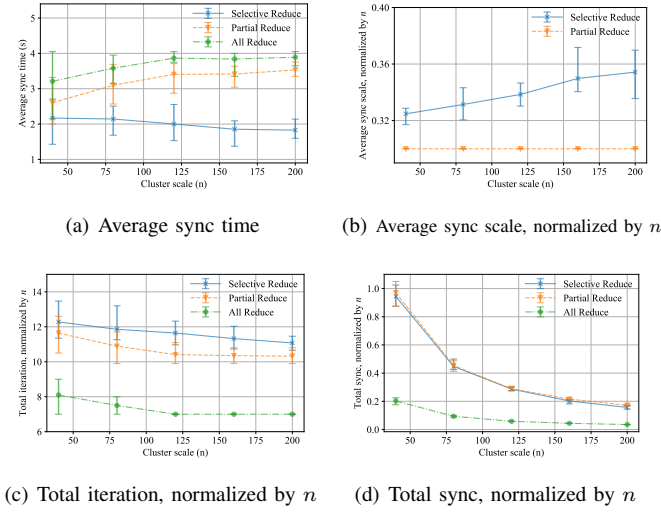 5
4
3
2
1
Average sync time (s)
50 75 100 125 150 175 200
Cluster scale (n)
Selective Reduce
Partial Reduce
All Reduce
(a) Average sync time
0.40
0.36
0.32
Average sync scale, normalized by n
50 75 100 125 150 175 200
Cluster scale (n)
Selective Reduce
Partial Reduce
(b) Average sync scale, normalized by n
14
12
10
8
6
Total iteration, normalized by n
50 75 100 125 150 175 200
Cluster scale (n)
Selective Reduce
Partial Reduce
All Reduce
(c) Total iteration, normalized by n
1.0
0.8
0.6
0.4
0.2
0.0
Total sync, normalized by n
50 75 100 125 150 175 200
Cluster scale (n)
Selective Reduce
Partial Reduce
All Reduce
(d) Total sync, normalized by n